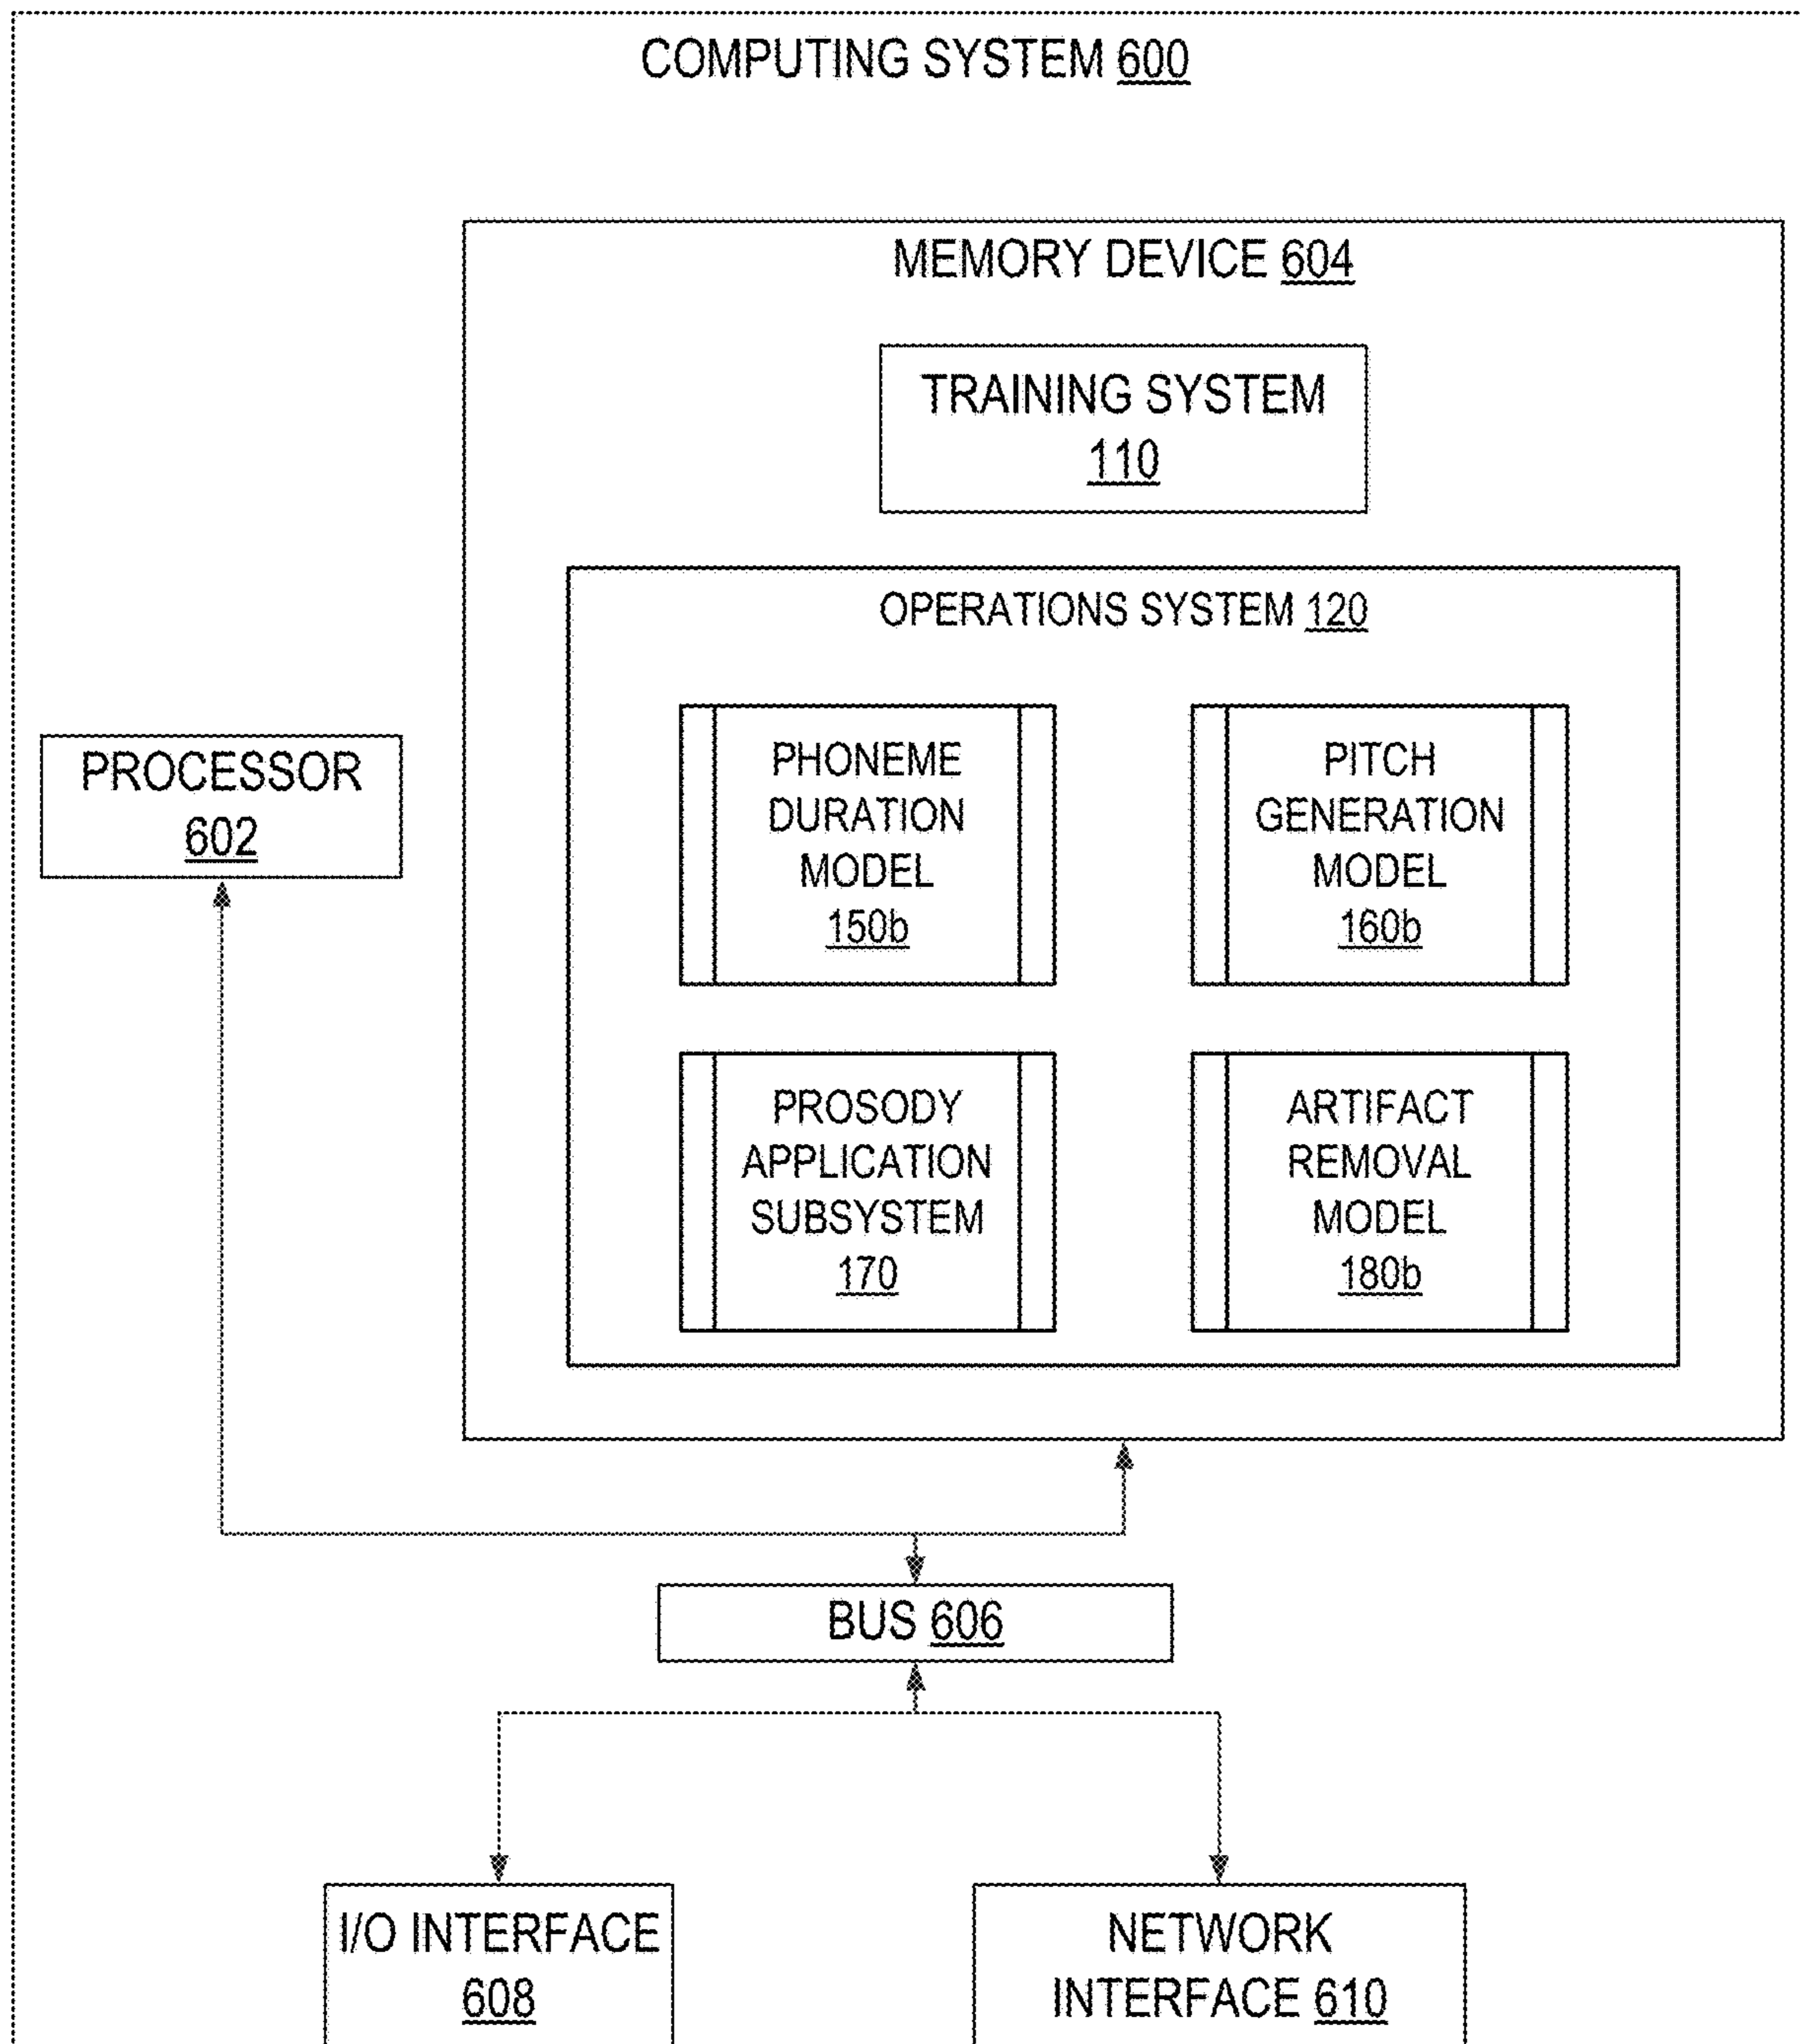 COMPUTING SYSTEM 600
MEMORY DEVICE 604
TRAINING SYSTEM
110
OPERATIONS SYSTEM 120
PHONEME
DURATION
MODEL
150b
PITCH
GENERATION
MODEL
160b
PROCESSOR
602
PROSODY
APPLICATION
SUBSYSTEM
170
ARTIFACT
REMOVAL
MODEL
180b
BUS 606
I/O INTERFACE
608
NETWORK
INTERFACE 610